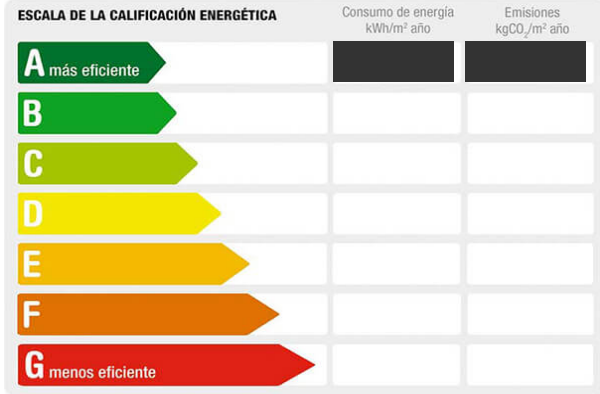 ESCALA DE LA CALIFICACIÓN ENERGÉTICA
Consumo de energía
kWh/m² año
Emisiones
kgCO₂/m² año
A más eficiente
B
C
D
E
F
G menos eficiente